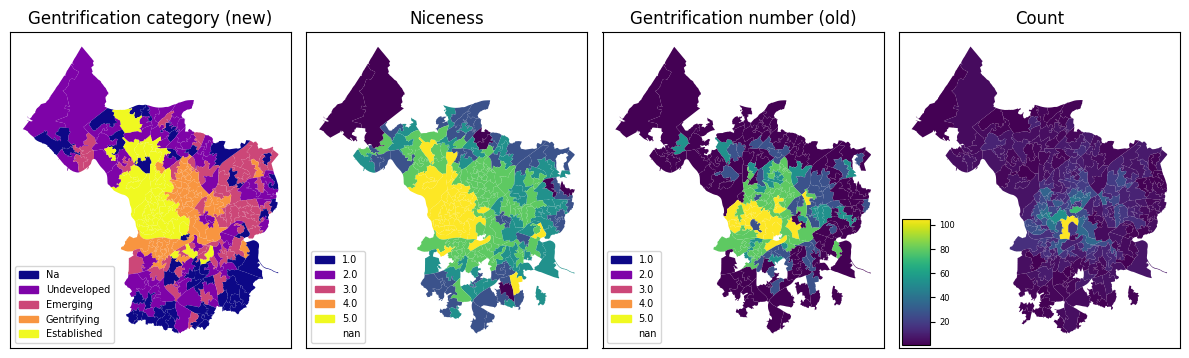 Gentrification category (new)
Niceness
Gentrification number (old)
Count
Na
Undeveloped
Emerging
Gentrifying
Established
1.0
2.0
3.0
4.0
5.0
nan
1.0
2.0
3.0
4.0
5.0
nan
100
80
60
40
20